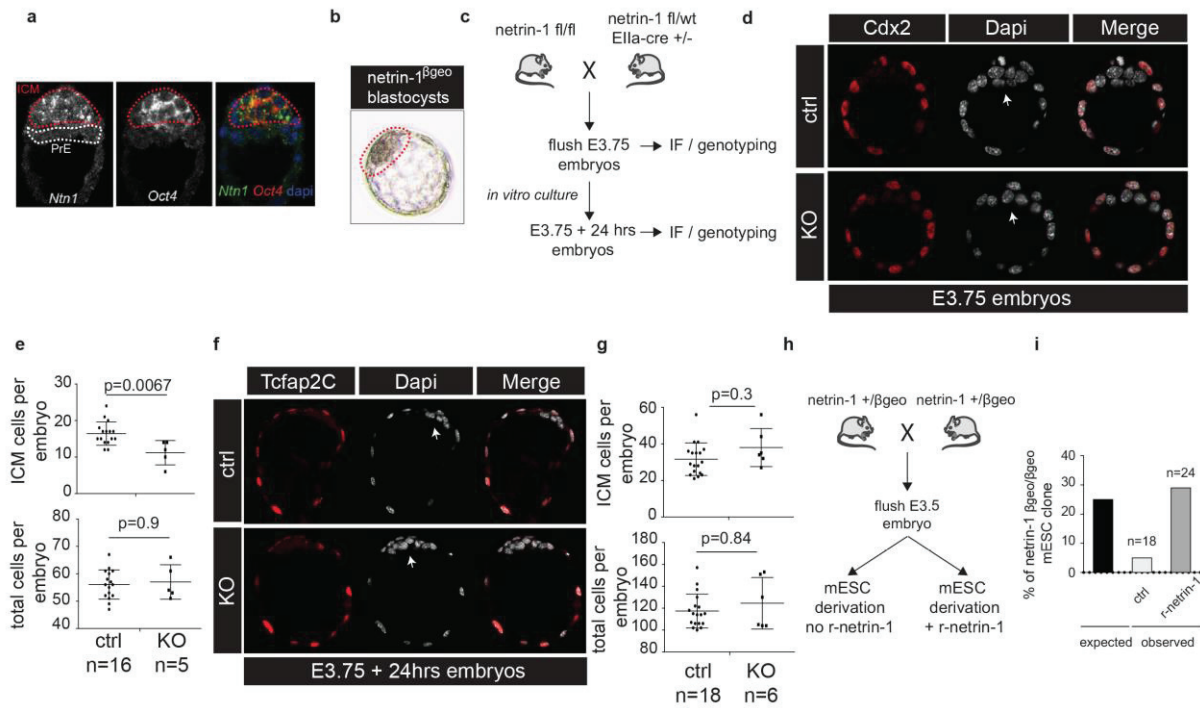 a
ICM
PrE
Ntn1
Oct4
Ntn1 Oct4 dapi
b
netrin-1βgeo
blastocysts
c
netrin-1 fl/fl
netrin-1 fl/wt
EIIa-cre +/-
X
flush E3.75
embryos
IF / genotyping
in vitro culture
E3.75 + 24 hrs
embryos
IF / genotyping
d
Cdx2
Dapi
Merge
ctrl
KO
E3.75 embryos
e
ICM cells per
embryo
30
20
10
0
p=0.0067
total cells per
embryo
90
80
70
60
50
40
p=0.9
ctrl
KO
n=16
n=5
f
Tcfap2C
Dapi
Merge
ctrl
KO
E3.75 + 24hrs embryos
g
ICM cells per
embryo
60
40
20
0
p=0.3
total cells per
embryo
180
160
140
120
100
80
p=0.84
ctrl
KO
n=18
n=6
h
netrin-1 +/βgeo
netrin-1 +/βgeo
X
flush E3.5
embryo
mESC
derivation
no r-netrin-1
mESC
derivation
+ r-netrin-1
i
% of netrin-1 βgeo/βgeo
mESC clone
40
30
20
10
0
n=18
n=24
ctrl
r-netrin-1
expected
observed